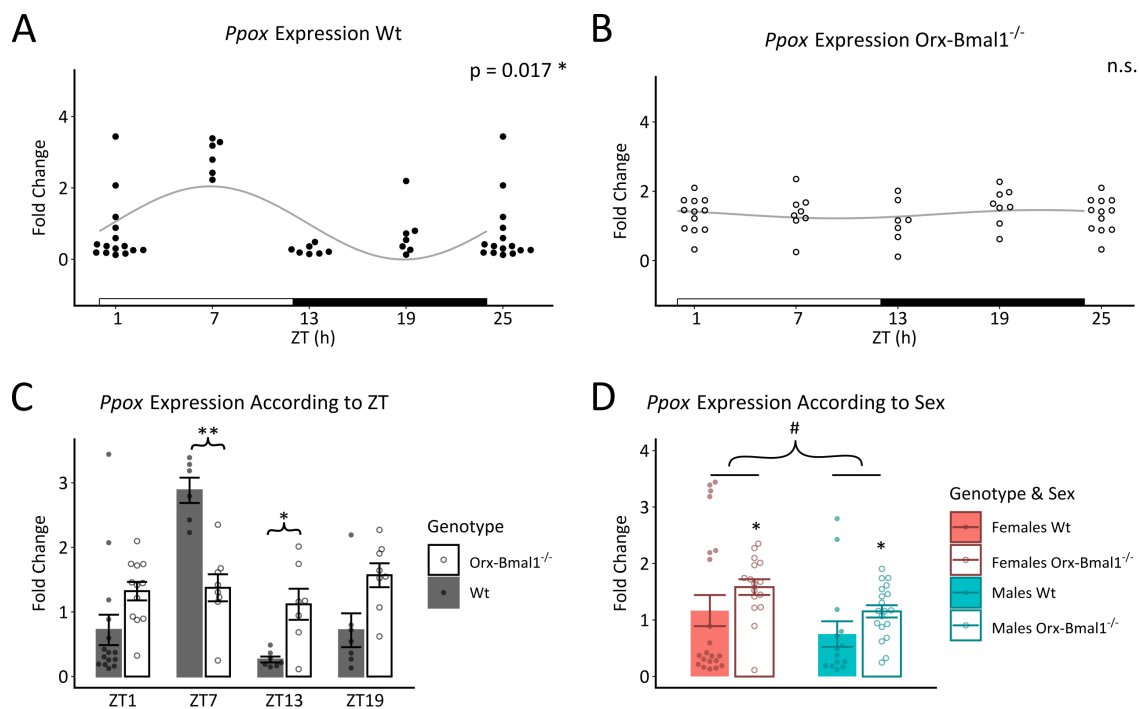 A
Ppox Expression Wt
p = 0.017 *
Fold Change
4
2
0
1 7 13 19 25
ZT (h)
B
Ppox Expression Orx-Bmal1-/-
n.s.
Fold Change
4
2
0
1 7 13 19 25
ZT (h)
C
Ppox Expression According to ZT
**
*
Fold Change
3
2
1
0
ZT1 ZT7 ZT13 ZT19
Genotype
Orx-Bmal1-/-
Wt
D
Ppox Expression According to Sex
#
*
*
Fold Change
4
3
2
1
0
Genotype & Sex
Females Wt
Females Orx-Bmal1-/-
Males Wt
Males Orx-Bmal1-/-